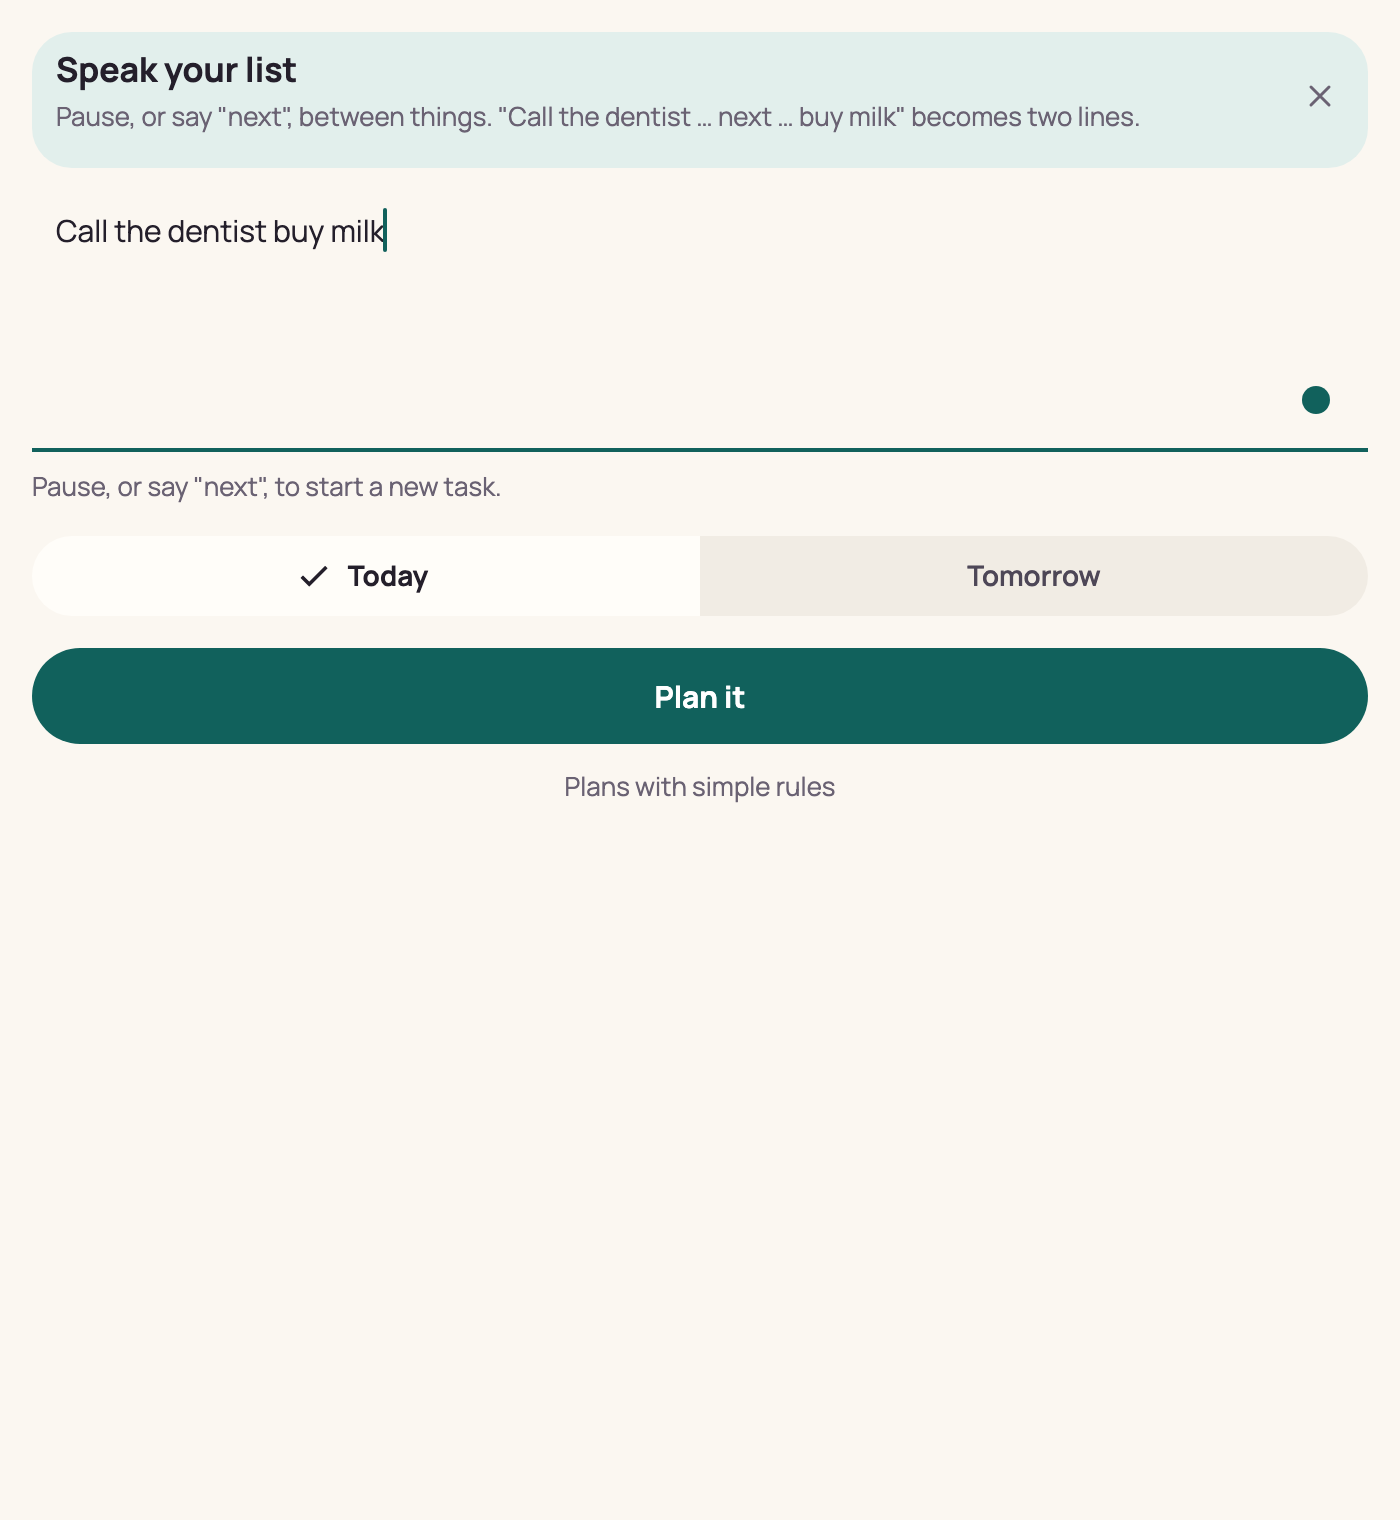 Speak your list
Pause, or say "next", between things. "Call the dentist ... next ... buy milk" becomes two lines.
Call the dentist buy milk
Pause, or say "next", to start a new task.
Today
Tomorrow
Plan it
Plans with simple rules